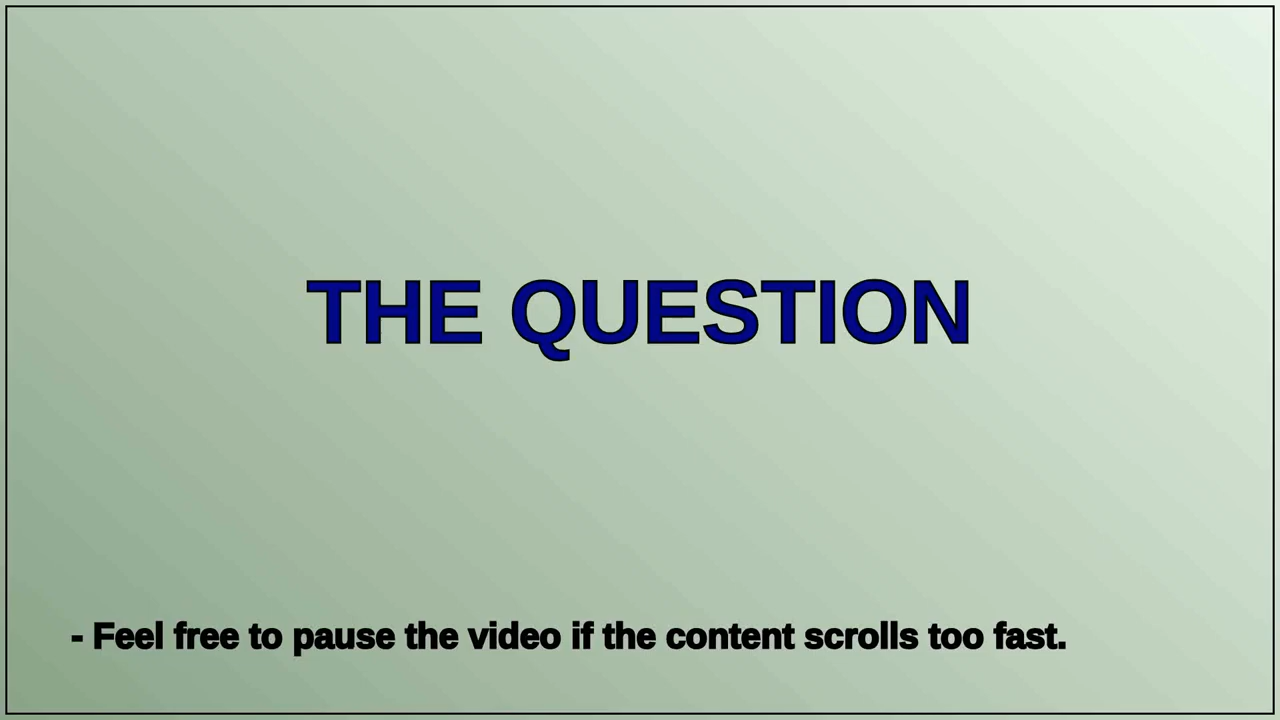 THE QUESTION
- Feel free to pause the video if the content scrolls too fast.